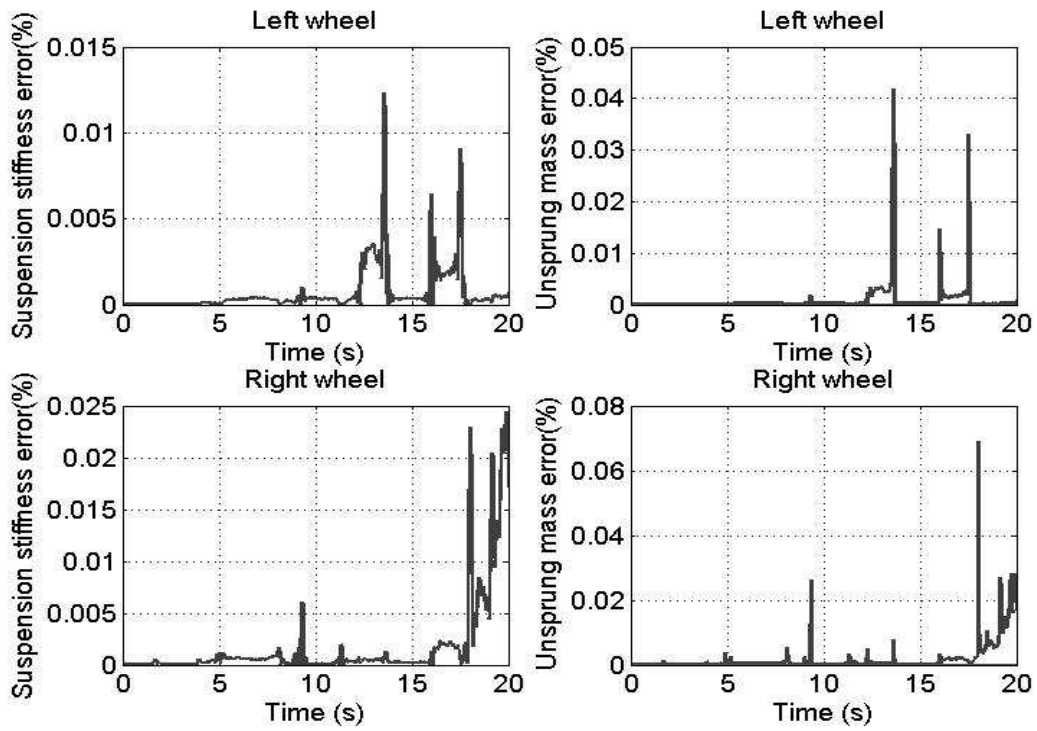 Left wheel
Suspension stiffness error(%)
0.015
0.01
0.005
0
0 5 10 15 20
Time (s)
Left wheel
Unsprung mass error(%)
0.05
0.04
0.03
0.02
0.01
0
0 5 10 15 20
Time (s)
Right wheel
Suspension stiffness error(%)
0.025
0.02
0.015
0.01
0.005
0
0 5 10 15 20
Time (s)
Right wheel
Unsprung mass error(%)
0.08
0.06
0.04
0.02
0
0 5 10 15 20
Time (s)